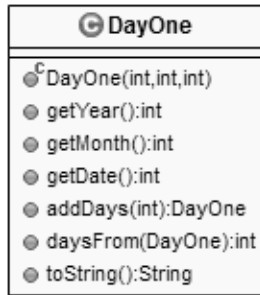 C DayOne
C DayOne(int,int,int)
getYear():int
getMonth():int
getDate():int
addDays(int):DayOne
daysFrom(DayOne):int
toString():String